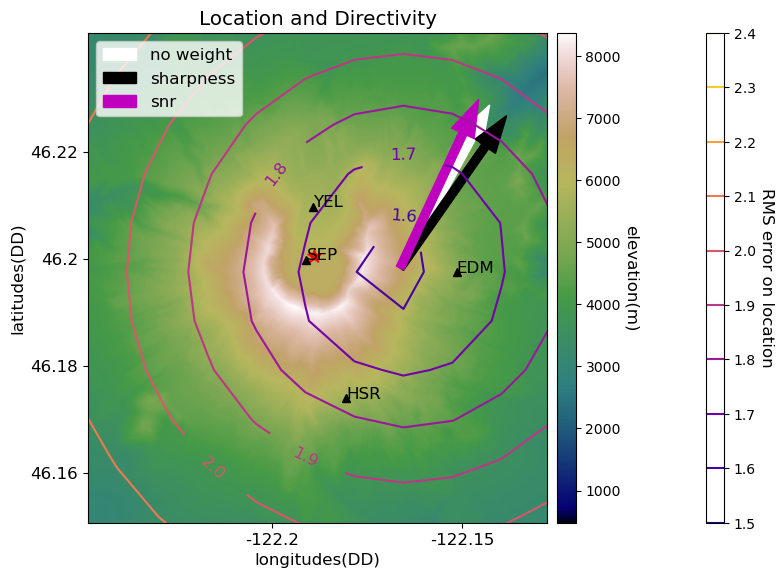 Location and Directivity
no weight
sharpness
snr
1.7
1.8
1.6
YEL
SEP
EDM
HSR
1.9
2.0
46.22
46.2
46.18
46.16
latitudes(DD)
-122.2
-122.15
longitudes(DD)
8000
7000
6000
5000
4000
3000
2000
1000
elevation(m)
2.4
2.3
2.2
2.1
2.0
1.9
1.8
1.7
1.6
1.5
RMS error on location